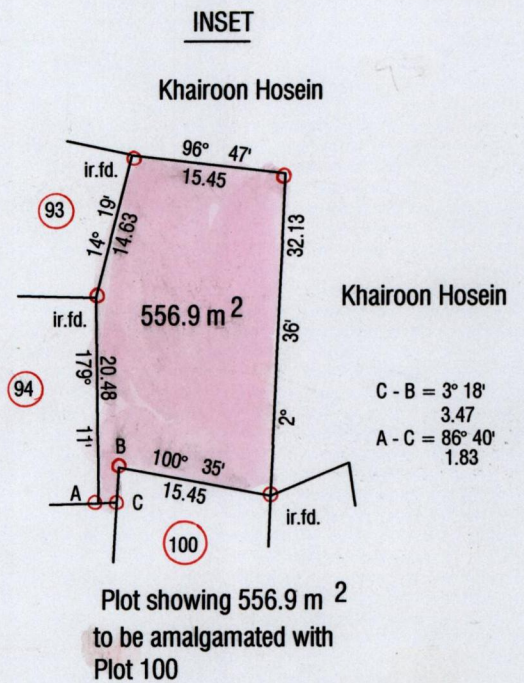 INSET
Khairoon Hosein
96° 47'
15.45
ir.fd.
93
14° 19'
14.63
32.13
36'
2°
Khairoon Hosein
556.9 m 2
ir.fd.
94
179° 11'
20.48
C - B = 3° 18'
3.47
A - C = 86° 40'
1.83
B
100° 35'
15.45
A
C
ir.fd.
100
Plot showing 556.9 m 2
to be amalgamated with
Plot 100